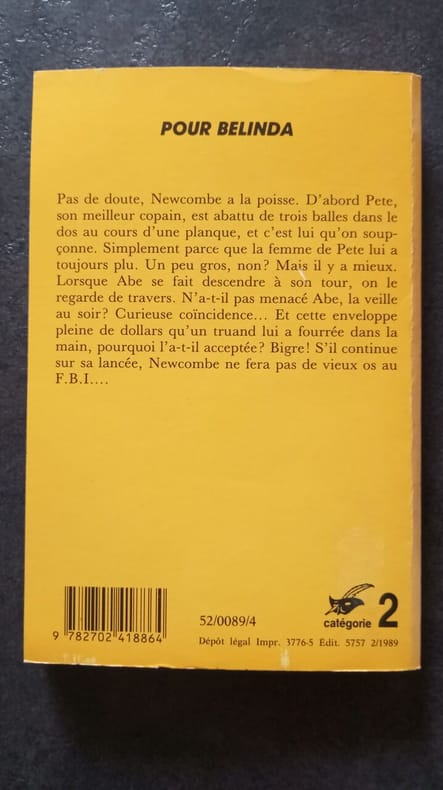 POUR BELINDA
Pas de doute, Newcombe a la poisse. D'abord Pete,
son meilleur copain, est abattu de trois balles dans le
dos au cours d'une planque, et c'est lui qu'on soup-
çonne. Simplement parce que la femme de Pete lui a
toujours plu. Un peu gros, non? Mais il y a mieux.
Lorsque Abe se fait descendre à son tour, on le
regarde de travers. N'a-t-il pas menacé Abe, la veille
au soir? Curieuse coïncidence... Et cette enveloppe
pleine de dollars qu'un truand lui a fourrée dans la
main, pourquoi l'a-t-il acceptée? Bigre! S'il continue
sur sa lancée, Newcombe ne fera pas de vieux os au
F.B.I....
9 782702 418864
52/0089/4
catégorie 2
Dépôt légal Impr. 3776-5 Édit. 5757 2/1989